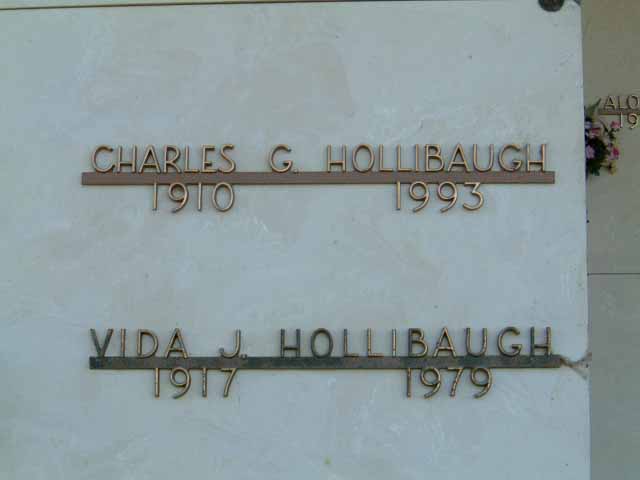 CHARLES G. HOLLIBAUGH
1910 1993
VIDA J. HOLLIBAUGH
1917 1979